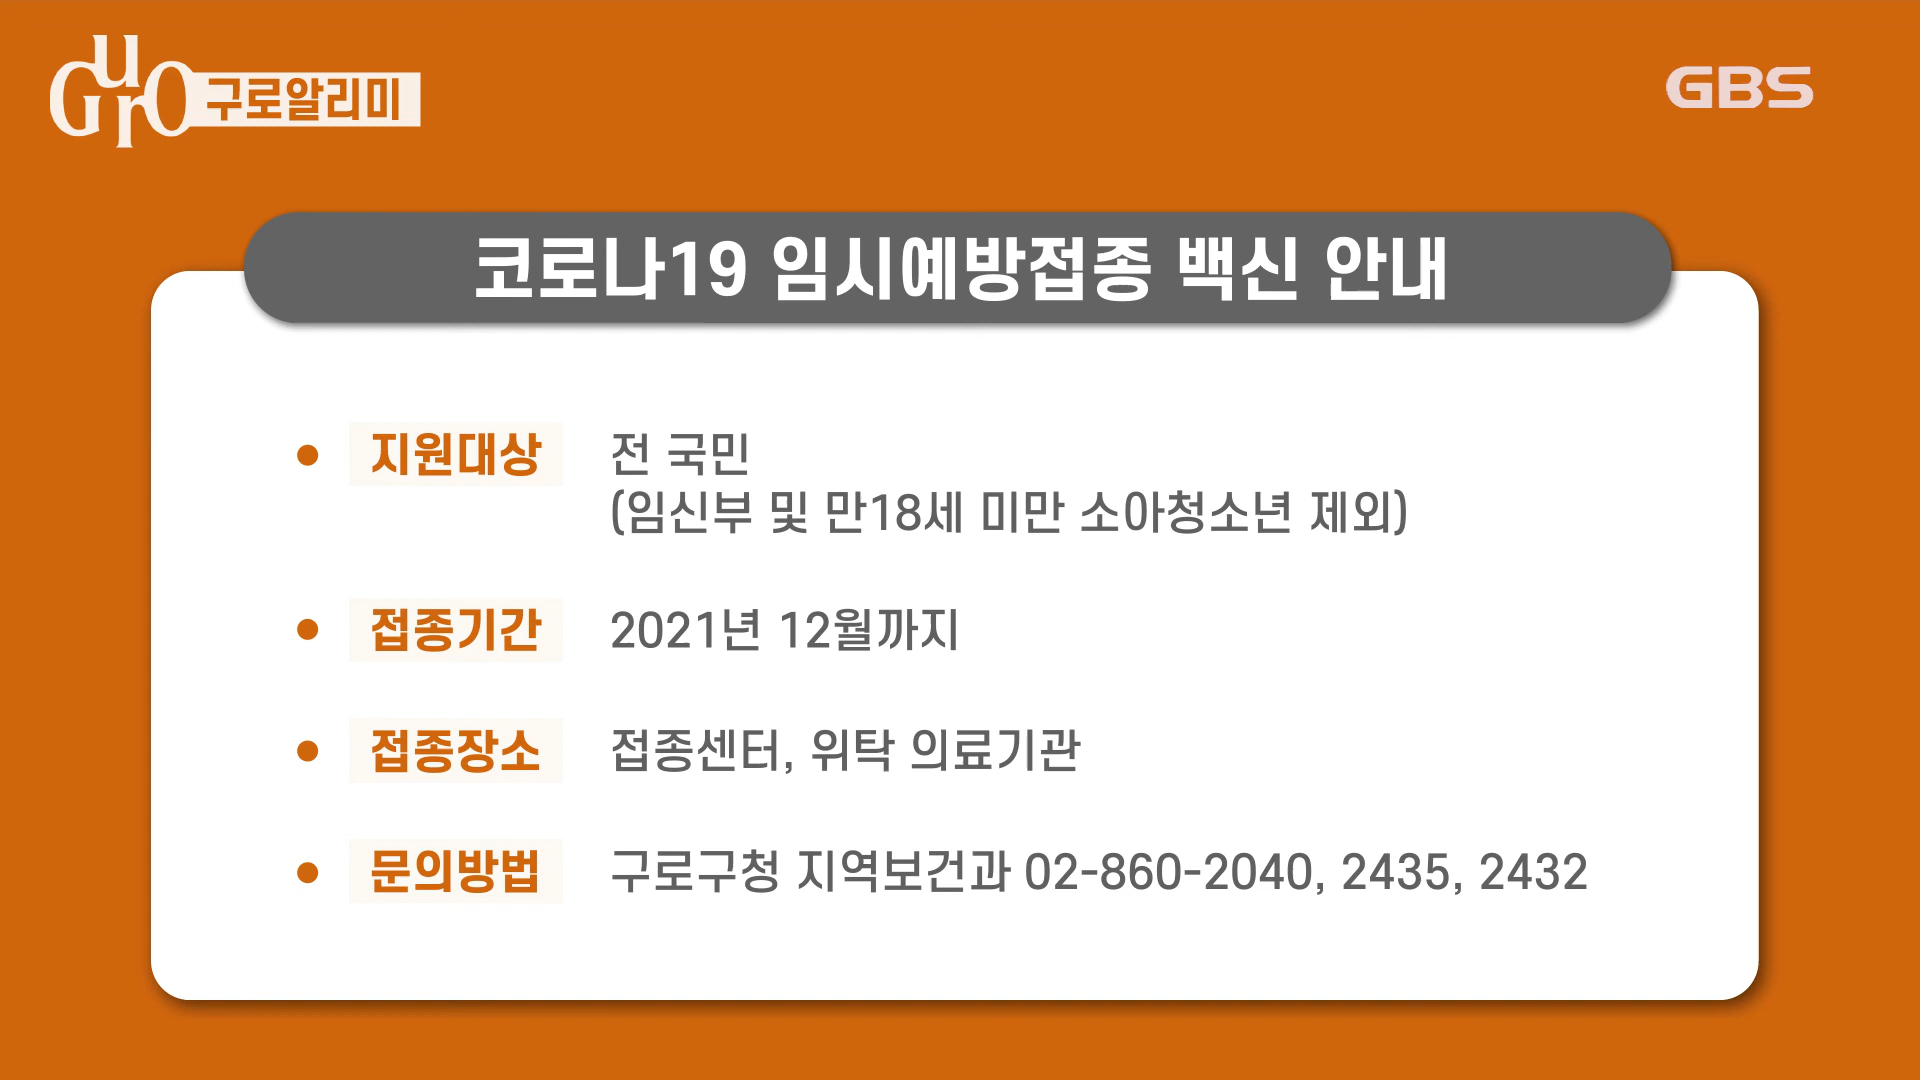 GurO 구로알리미
GBS
코로나19 임시예방접종 백신 안내
• 지원대상 전 국민
(임신부 및 만18세 미만 소아청소년 제외)
• 접종기간 2021년 12월까지
• 접종장소 접종센터, 위탁 의료기관
• 문의방법 구로구청 지역보건과 02-860-2040, 2435, 2432